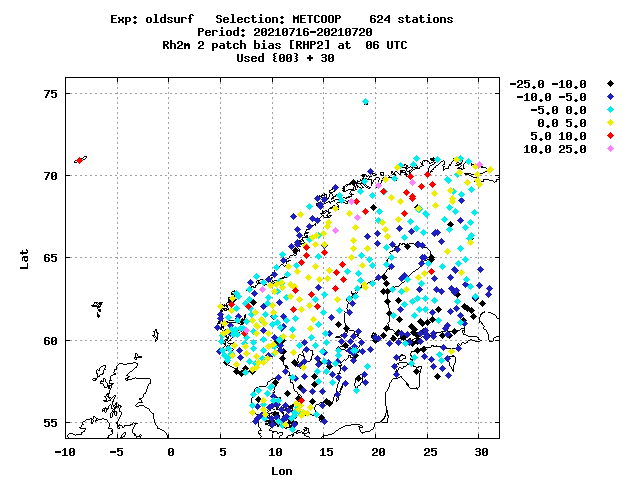 Exp: oldsurf   Selection: METCOOP    624 stations
Period: 20210716-20210720
Rh2m 2 patch bias [RHP2] at  06 UTC
Used {00} + 30
-25.0 -10.0
-10.0 -5.0
-5.0 0.0
0.0 5.0
5.0 10.0
10.0 25.0
75
70
65
60
55
Lat
-10 -5 0 5 10 15 20 25 30
Lon